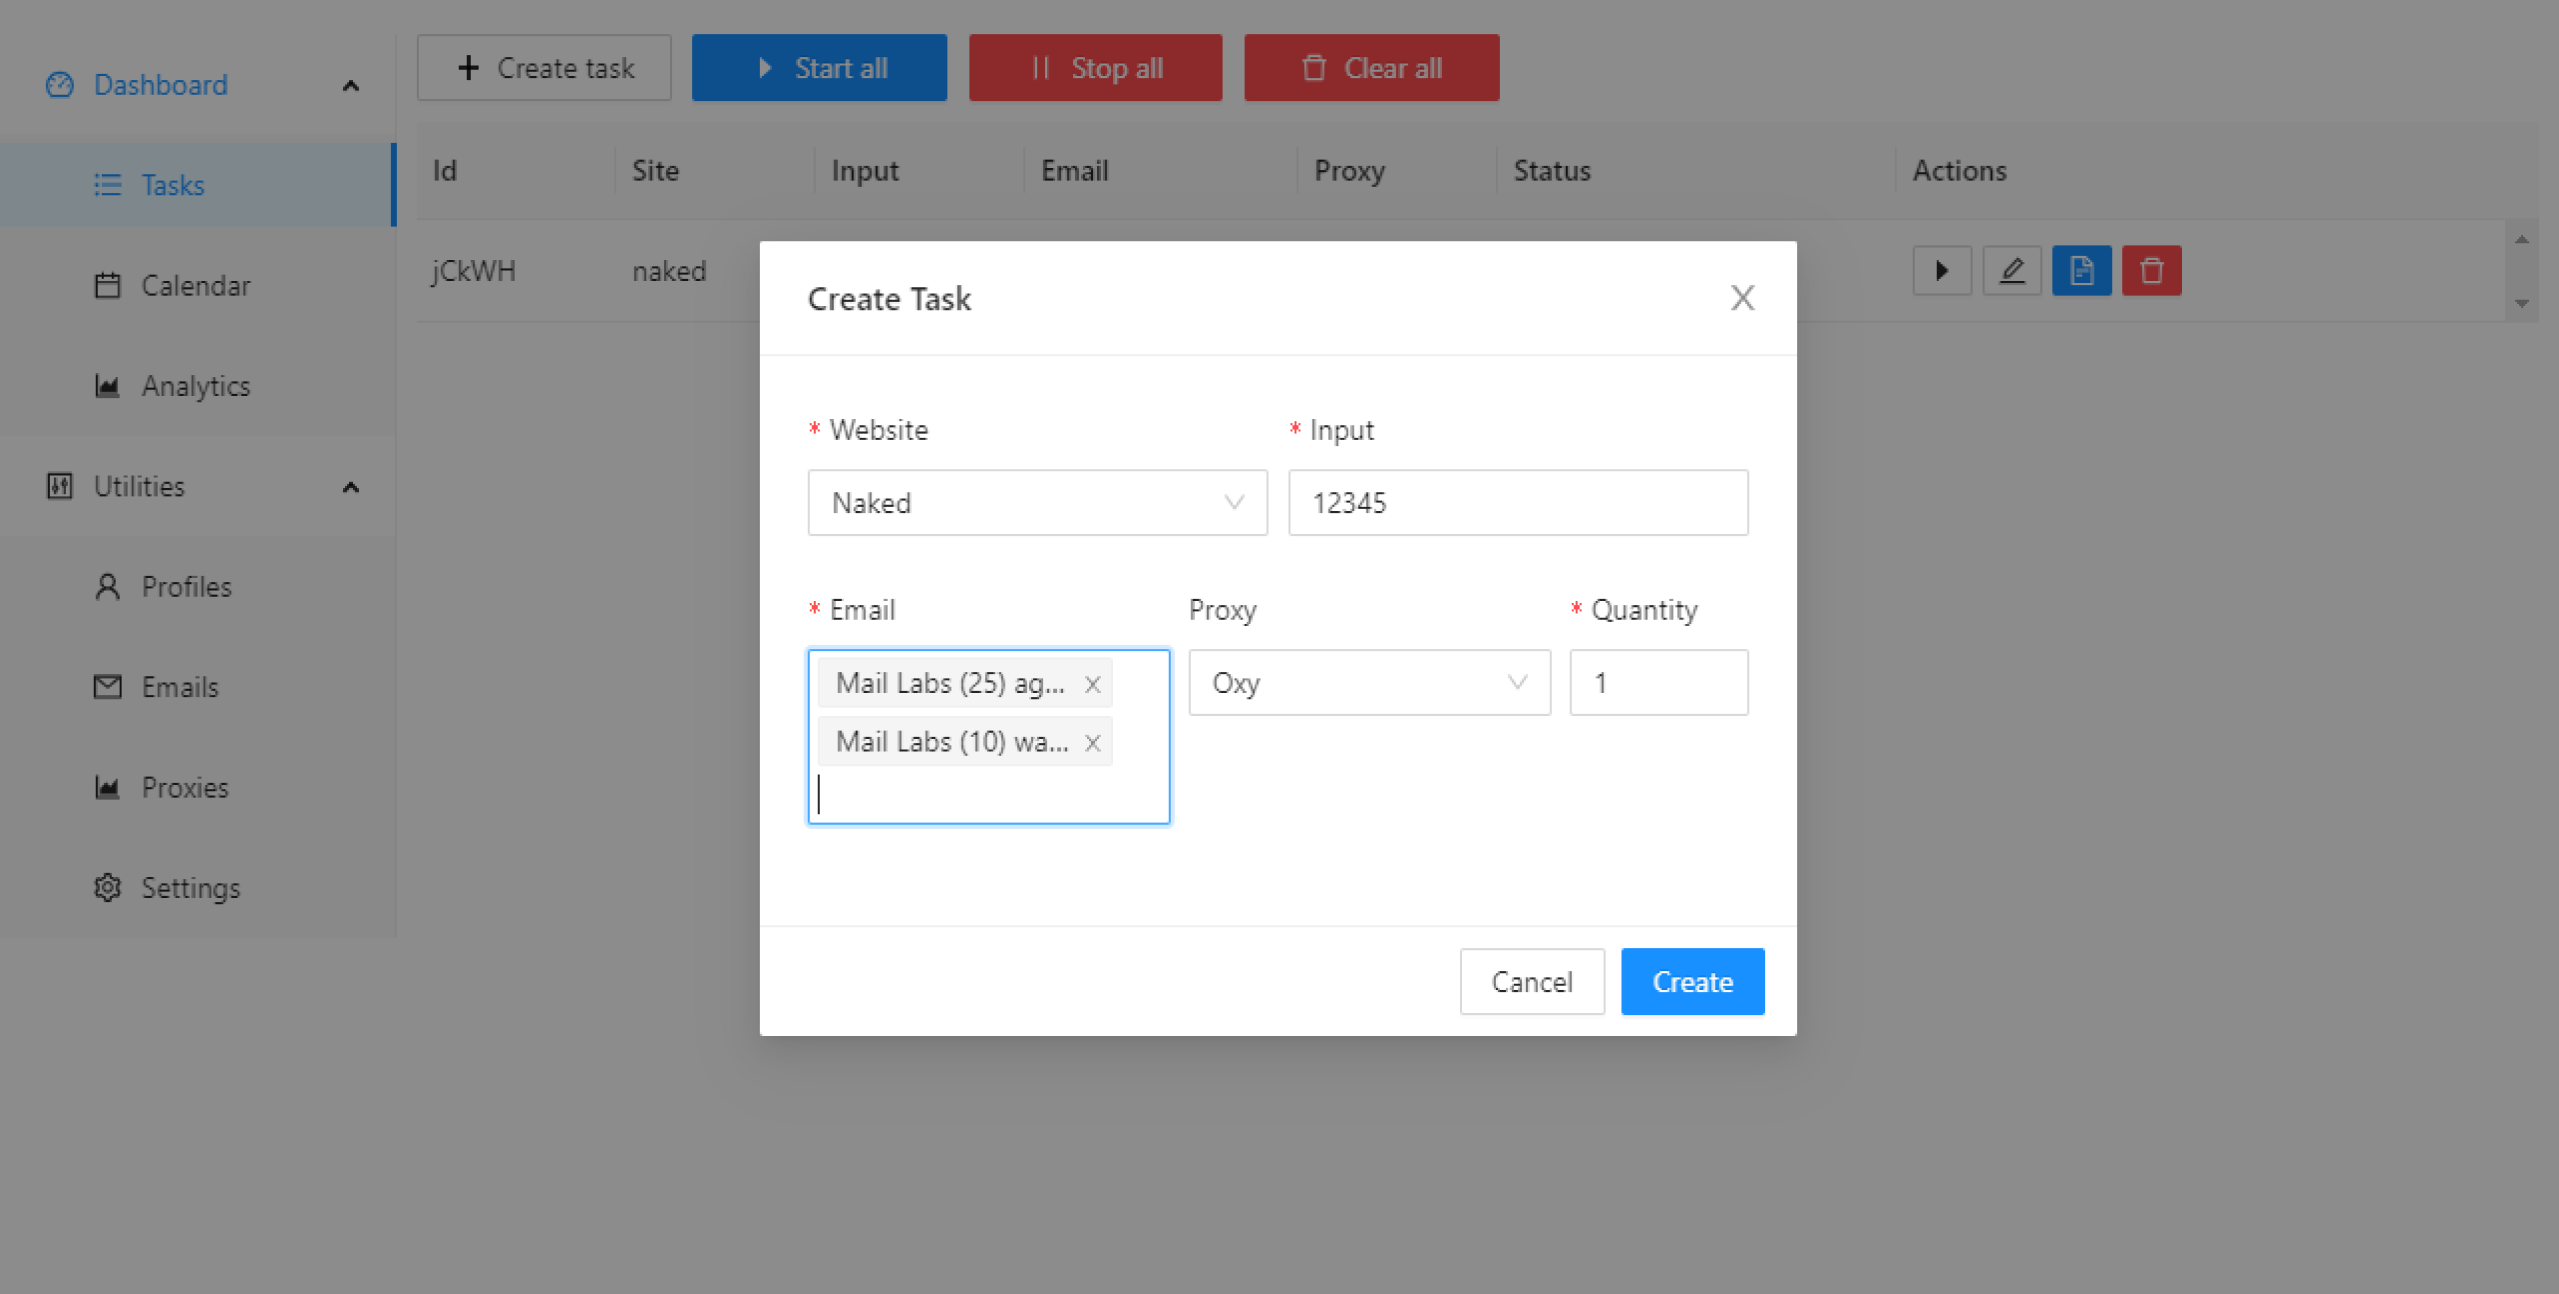 Dashboard
Tasks
Calendar
Analytics
Utilities
Profiles
Emails
Proxies
Settings
Create task
Start all
Stop all
Clear all
Id Site Input Email Proxy Status Actions
jCkWH naked
Create Task
* Website
Naked
* Input
12345
* Email
Mail Labs (25) ag...
Mail Labs (10) wa...
Proxy
Oxy
* Quantity
1
Cancel
Create